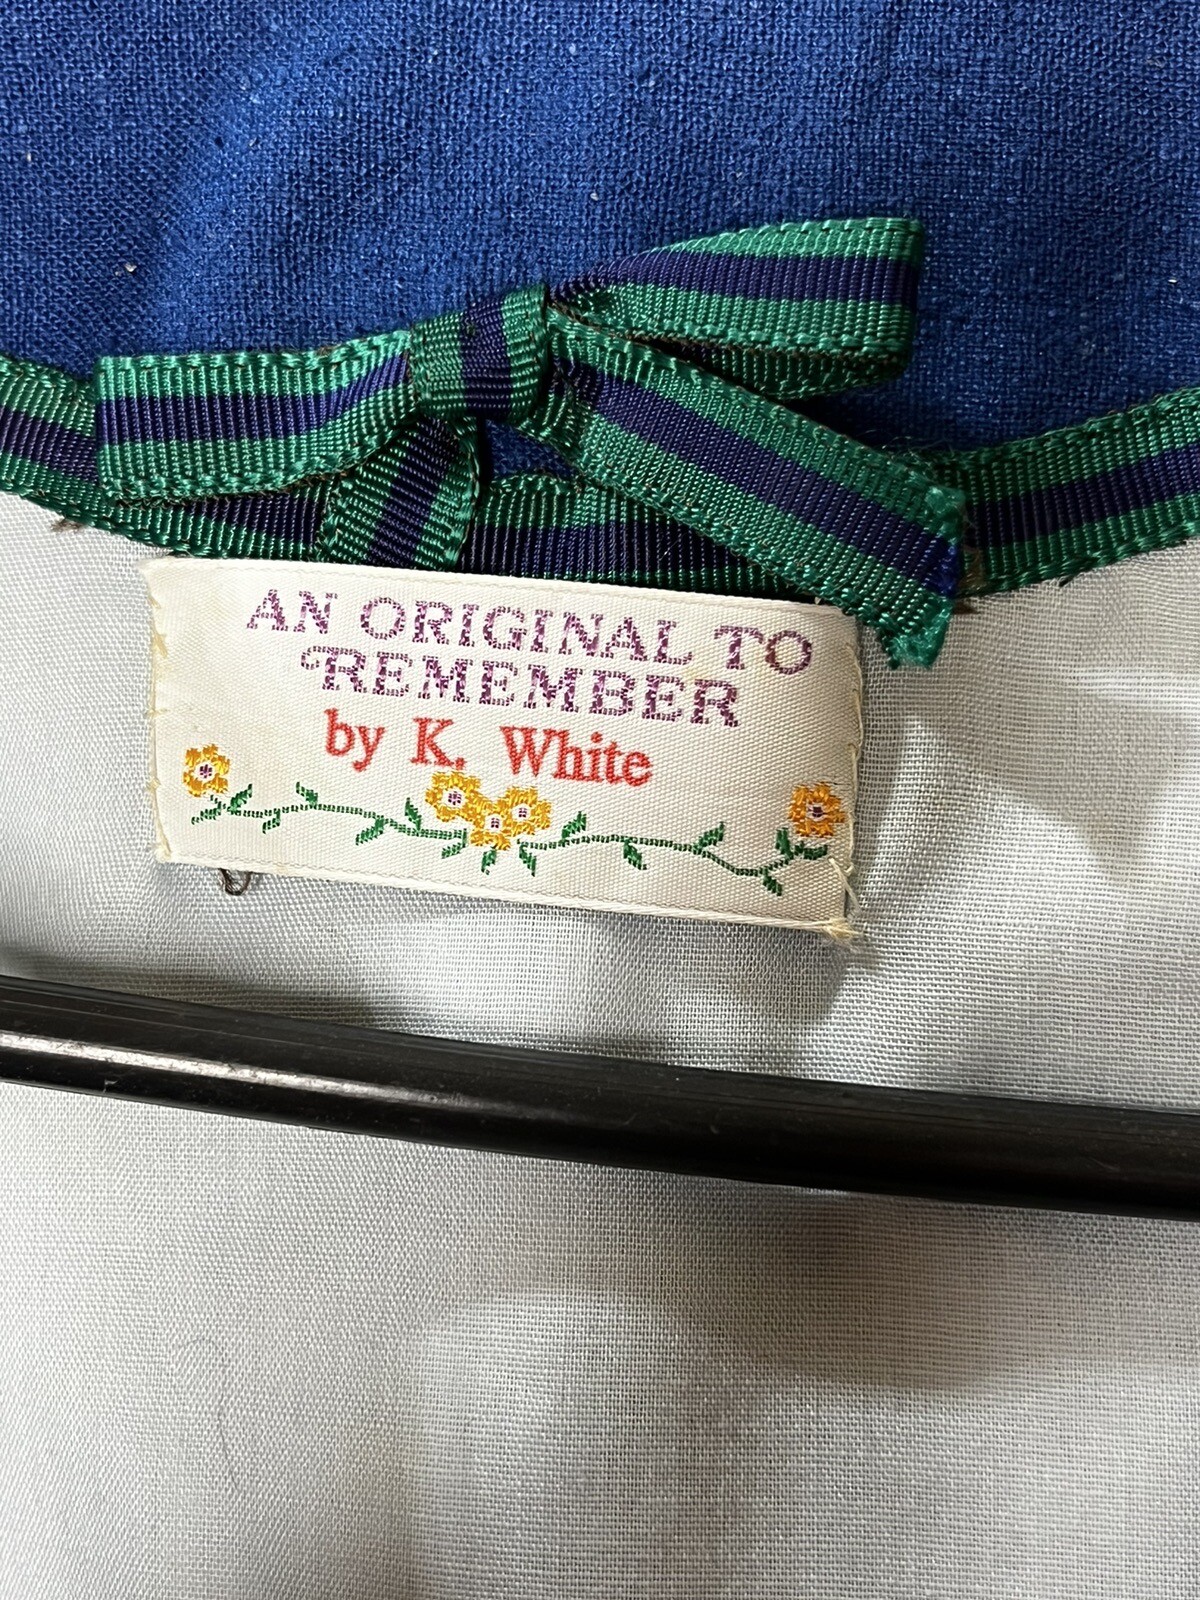 AN ORIGINAL TO
REMEMBER
by K. White